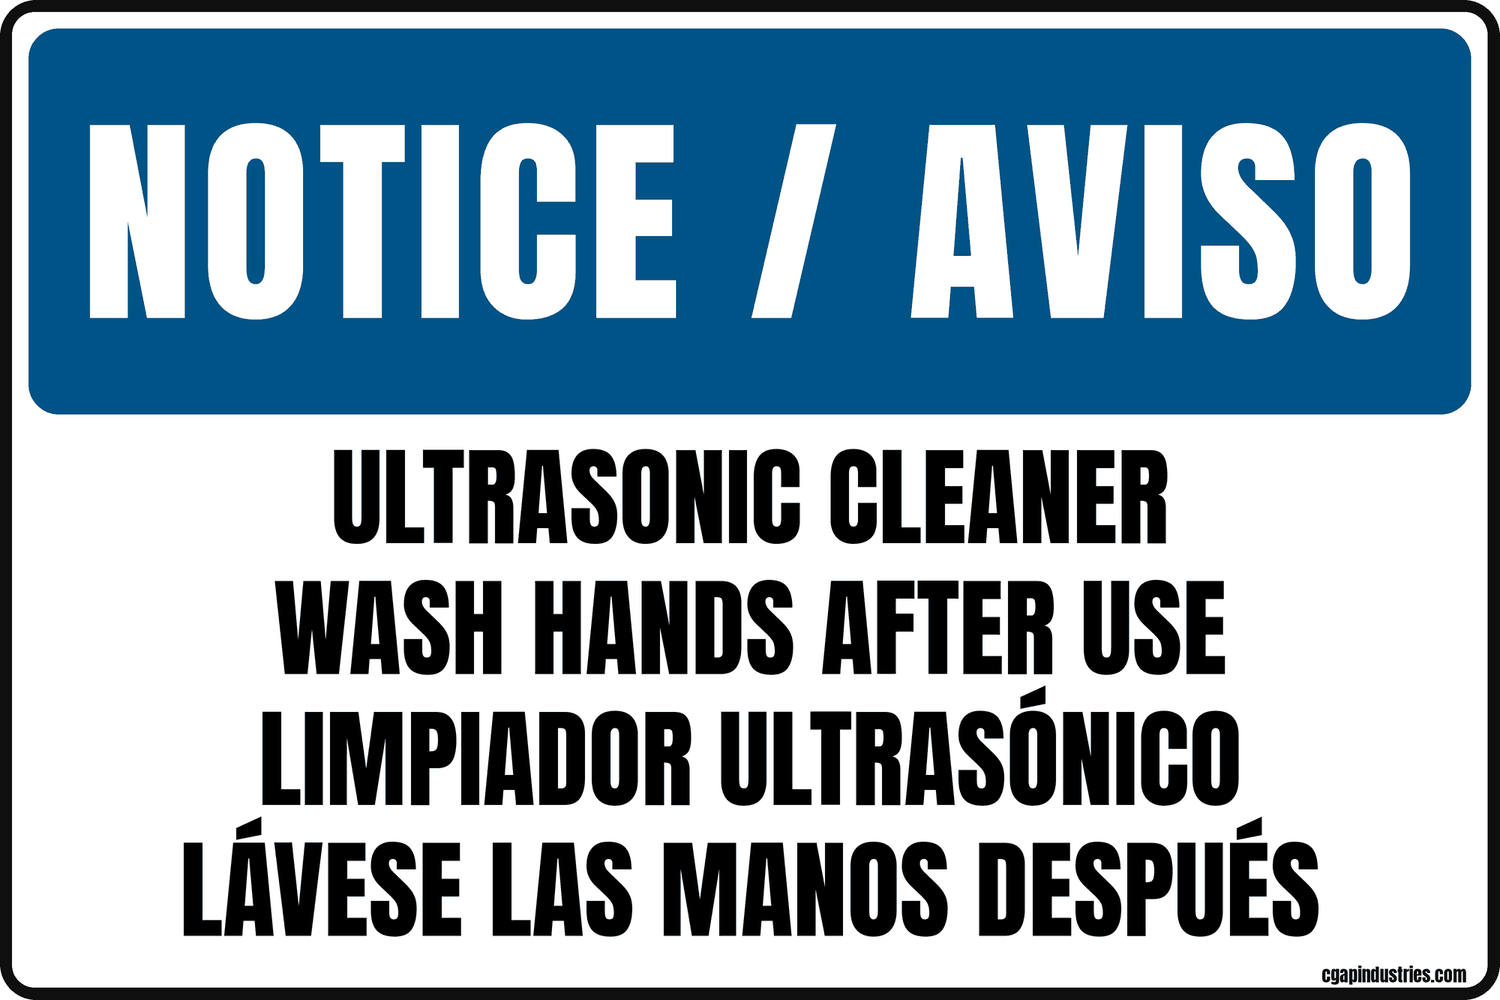 NOTICE / AVISO
ULTRASONIC CLEANER
WASH HANDS AFTER USE
LIMPIADOR ULTRASÓNICO
LÁVESE LAS MANOS DESPUÉS
cgapindustries.com